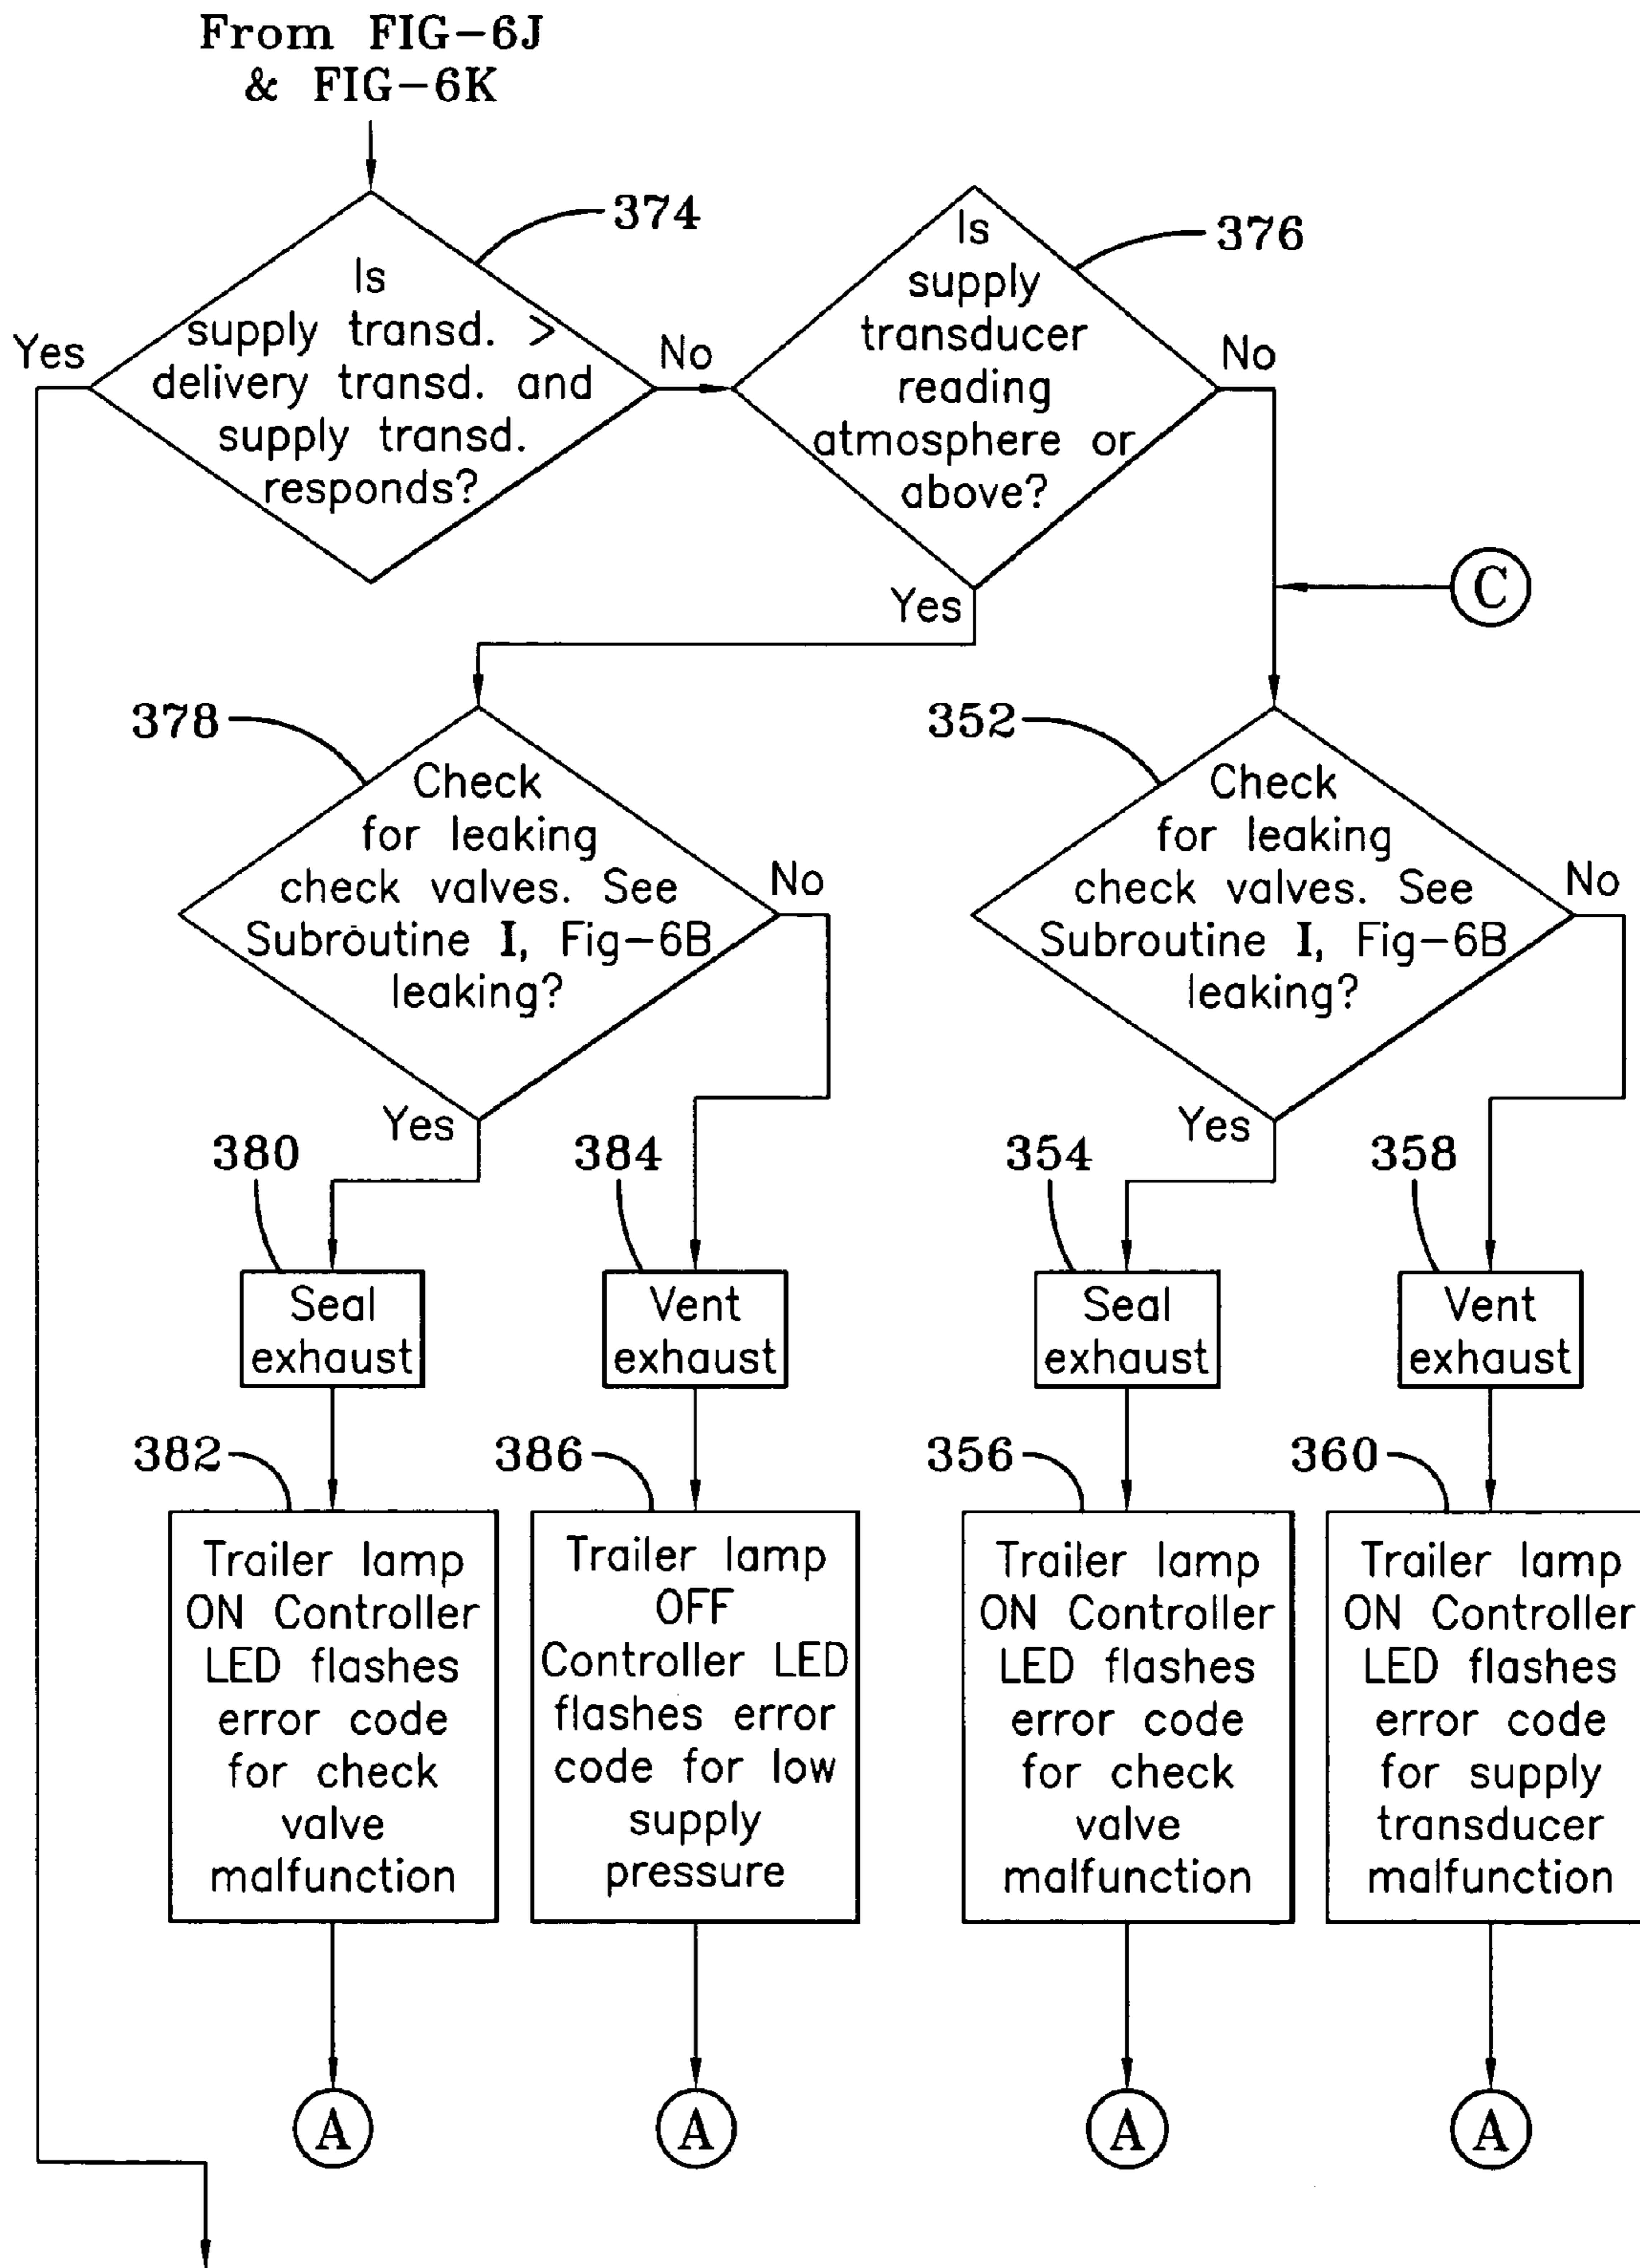 From FIG-6J
& FIG-6K
374
Is
supply transd. >
delivery transd. and
supply transd.
responds?
Yes
No
376
Is
supply
transducer
reading
atmosphere or
above?
No
Yes
C
378
Check
for leaking
check valves. See
Subroutine I, Fig-6B
leaking?
No
Yes
352
Check
for leaking
check valves. See
Subroutine I, Fig-6B
leaking?
No
Yes
380
Seal
exhaust
384
Vent
exhaust
354
Seal
exhaust
358
Vent
exhaust
382
Trailer lamp
ON Controller
LED flashes
error code
for check
valve
malfunction
386
Trailer lamp
OFF
Controller LED
flashes error
code for low
supply
pressure
356
Trailer lamp
ON Controller
LED flashes
error code
for check
valve
malfunction
360
Trailer lamp
ON Controller
LED flashes
error code
for supply
transducer
malfunction
A
A
A
A